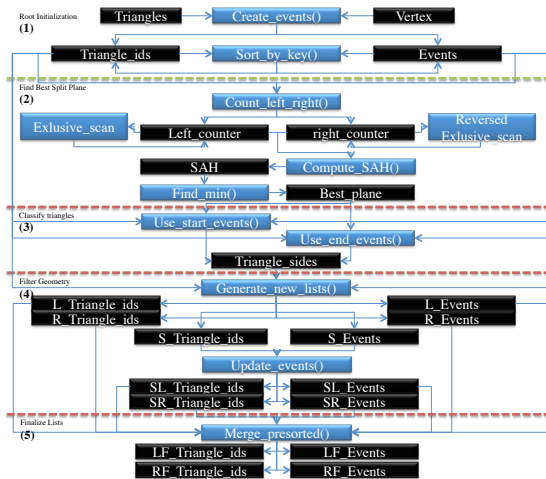 Root Initialization
(1)
Triangles
Create_events()
Vertex
Triangle_ids
Sort_by_key()
Events
Find Best Split Plane
(2)
Count_left_right()
Exlusive_scan
Left_counter
right_counter
Reversed
Exlusive_scan
SAH
Compute_SAH()
Find_min()
Best_plane
Classify triangles
(3)
Use_start_events()
Use_end_events()
Triangle_sides
Filter Geometry
(4)
Generate_new_lists()
L_Triangle_ids
L_Events
R_Triangle_ids
R_Events
S_Triangle_ids
S_Events
Update_events()
SL_Triangle_ids
SL_Events
SR_Triangle_ids
SR_Events
Finalize Lists
(5)
Merge_presorted()
LF_Triangle_ids
LF_Events
RF_Triangle_ids
RF_Events